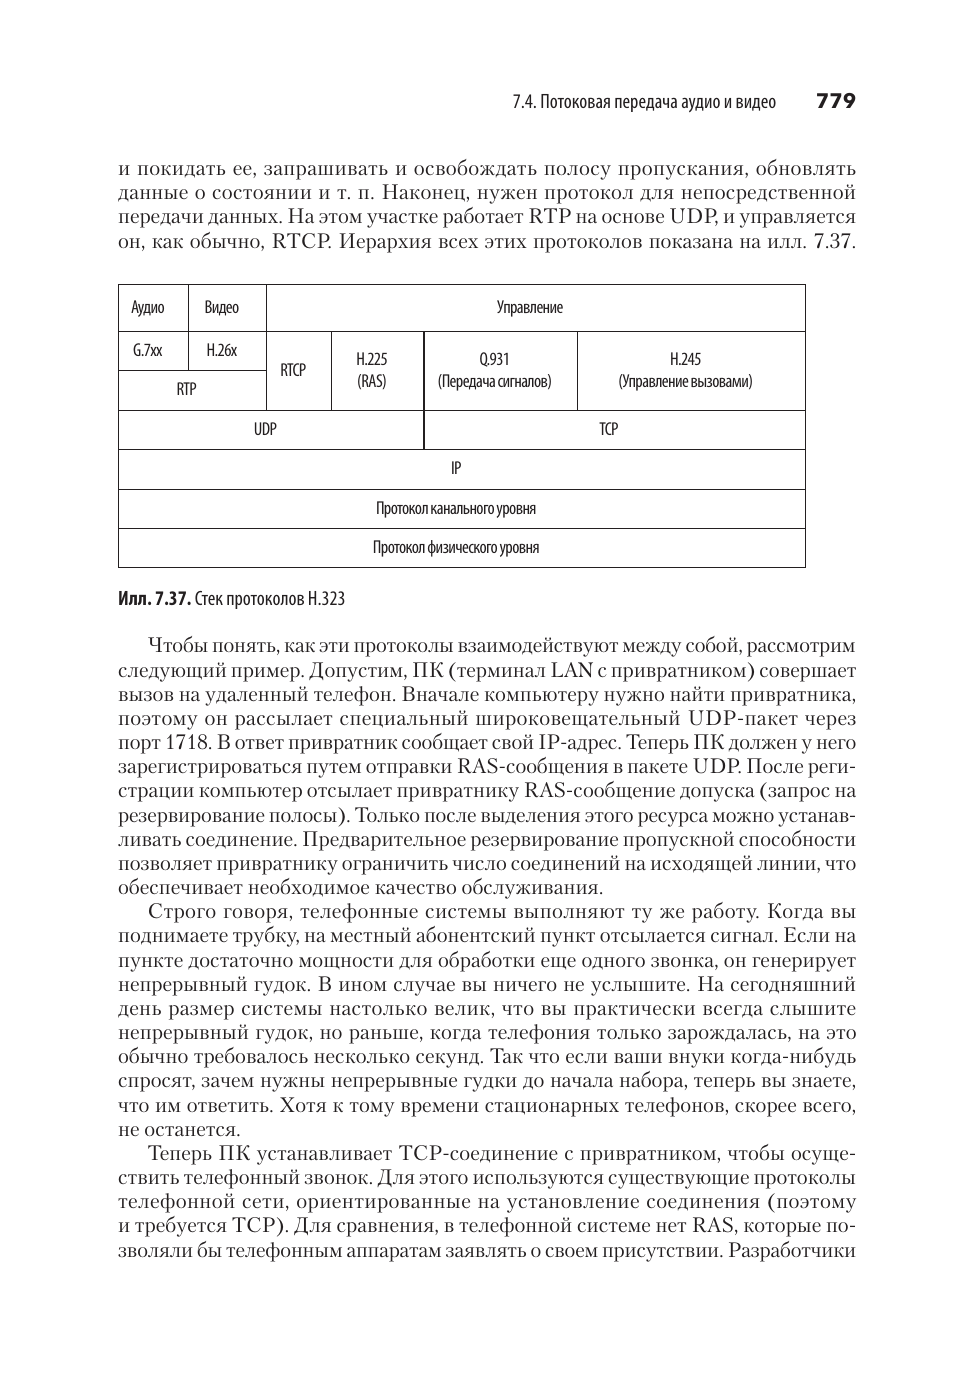 7.4. Потоковая передача аудио и видео 779
и покидать ее, запрашивать и освобождать полосу пропускания, обновлять
данные о состоянии и т. п. Наконец, нужен протокол для непосредственной
передачи данных. На этом участке работает RTP на основе UDP, и управляется
он, как обычно, RTCP. Иерархия всех этих протоколов показана на илл. 7.37.
Аудио Видео Управление
G.7xx H.26x
RTP
RTCP
H.225
(RAS)
Q.931
(Передача сигналов)
H.245
(Управление вызовами)
UDP TCP
IP
Протокол канального уровня
Протокол физического уровня
Илл. 7.37. Стек протоколов H.323
Чтобы понять, как эти протоколы взаимодействуют между собой, рассмотрим
следующий пример. Допустим, ПК (терминал LAN с привратником) совершает
вызов на удаленный телефон. Вначале компьютеру нужно найти привратника,
поэтому он рассылает специальный широковещательный UDP-пакет через
порт 1718. В ответ привратник сообщает свой IP-адрес. Теперь ПК должен у него
зарегистрироваться путем отправки RAS-сообщения в пакете UDP. После реги-
страции компьютер отсылает привратнику RAS-сообщение допуска (запрос на
резервирование полосы). Только после выделения этого ресурса можно устанав-
ливать соединение. Предварительное резервирование пропускной способности
позволяет привратнику ограничить число соединений на исходящей линии, что
обеспечивает необходимое качество обслуживания.
Строго говоря, телефонные системы выполняют ту же работу. Когда вы
поднимаете трубку, на местный абонентский пункт отсылается сигнал. Если на
пункте достаточно мощности для обработки еще одного звонка, он генерирует
непрерывный гудок. В ином случае вы ничего не услышите. На сегодняшний
день размер системы настолько велик, что вы практически всегда слышите
непрерывный гудок, но раньше, когда телефония только зарождалась, на это
обычно требовалось несколько секунд. Так что если ваши внуки когда-нибудь
спросят, зачем нужны непрерывные гудки до начала набора, теперь вы знаете,
что им ответить. Хотя к тому времени стационарных телефонов, скорее всего,
не останется.
Теперь ПК устанавливает TCP-соединение с привратником, чтобы осуще-
ствить телефонный звонок. Для этого используются существующие протоколы
телефонной сети, ориентированные на установление соединения (поэтому
и требуется TCP). Для сравнения, в телефонной системе нет RAS, которые по-
зволяли бы телефонным аппаратам заявлять о своем присутствии. Разработчики